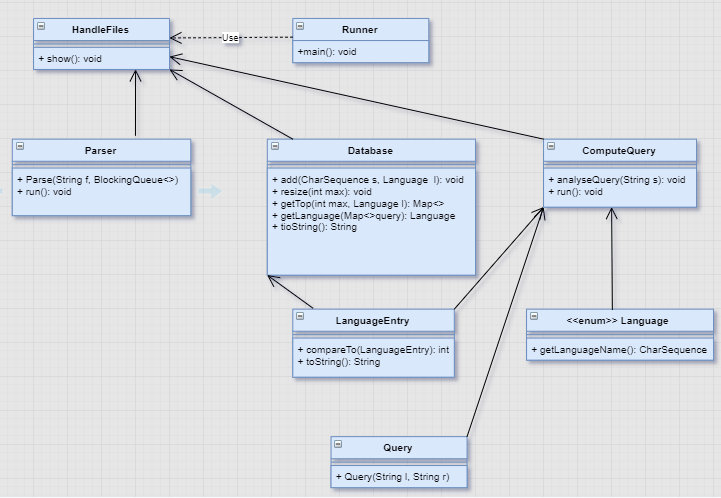 HandleFiles
+ show(): void
Use
Runner
+main(): void
Parser
+ Parse(String f, BlockingQueue<>)
+ run(): void
Database
+ add(CharSequence s, Language l): void
+ resize(int max): void
+ getTop(int max, Language l): Map<>
+ getLanguage(Map<>query): Language
+ tioString(): String
ComputeQuery
+ analyseQuery(String s): void
+ run(): void
LanguageEntry
+ compareTo(LanguageEntry): int
+ toString(): String
<<enum>> Language
+ getLanguageName(): CharSequence
Query
+ Query(String l, String r)